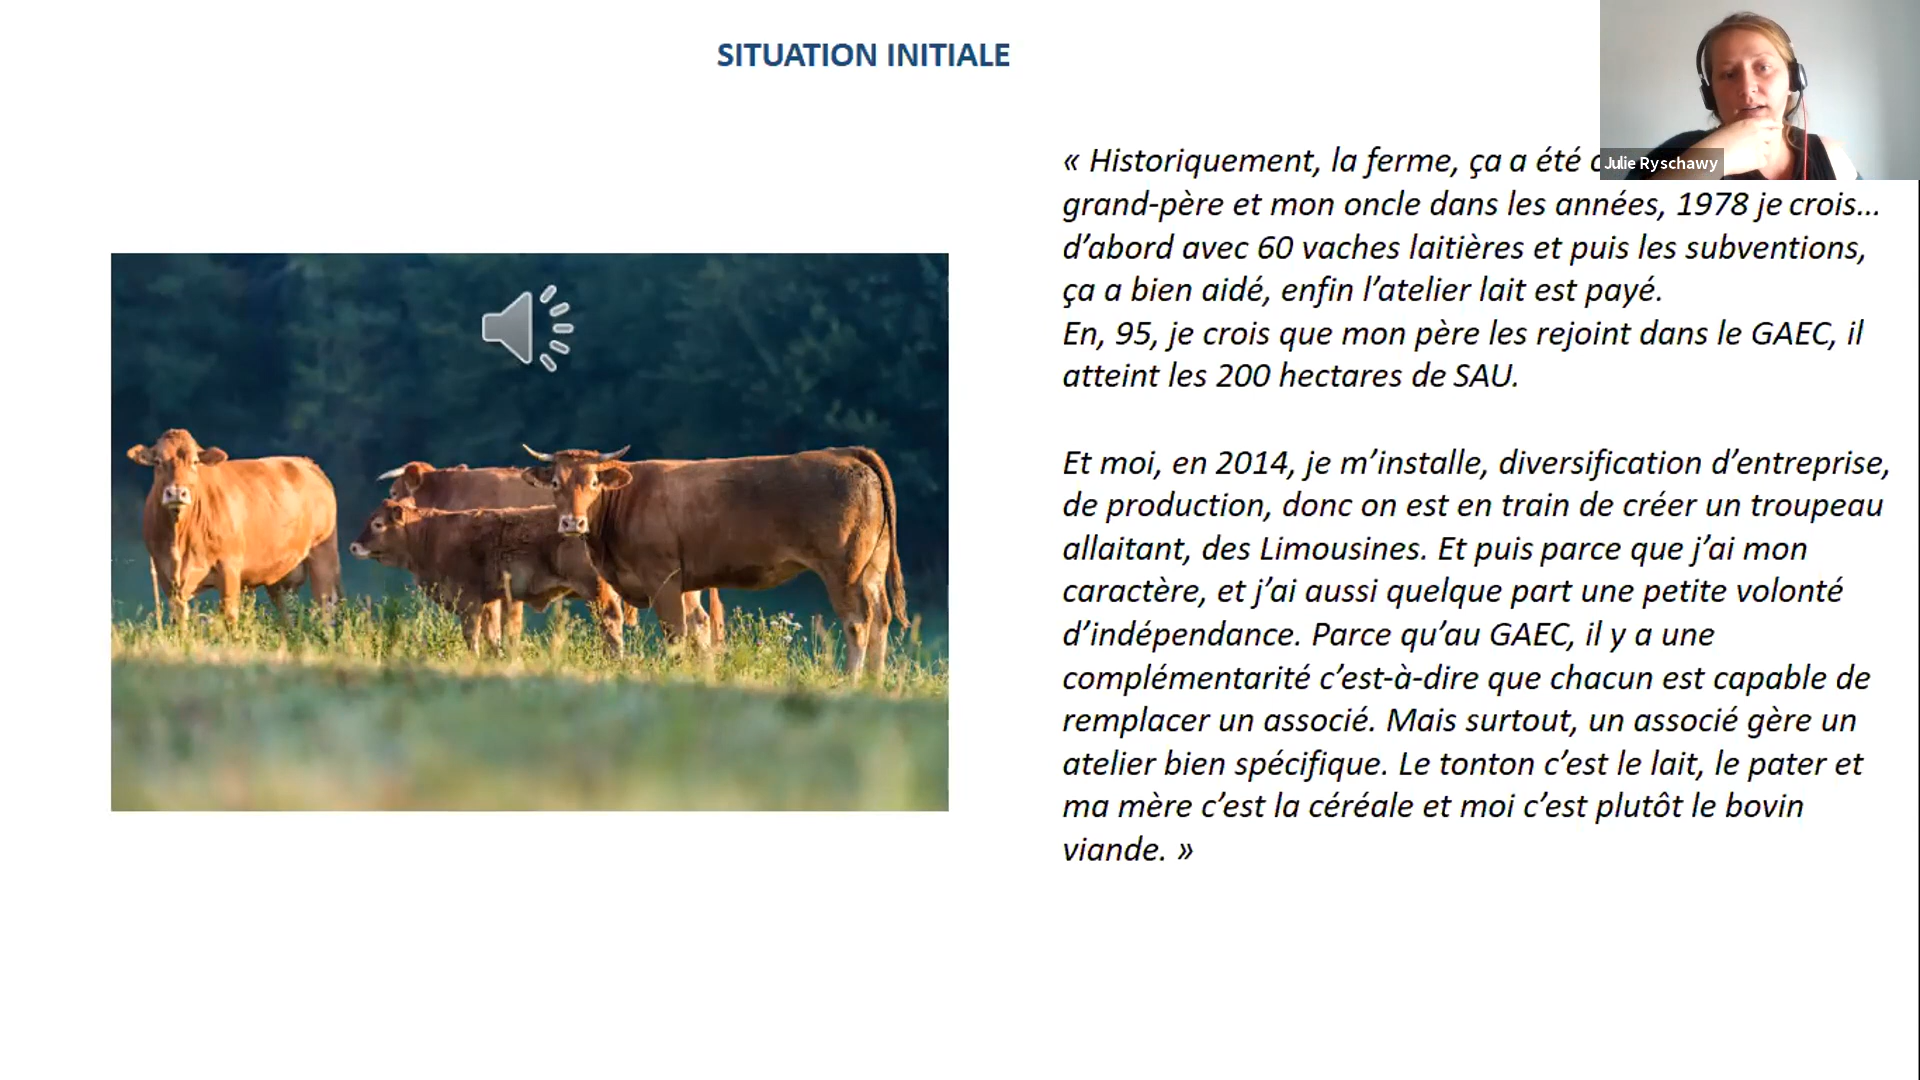 SITUATION INITIALE
Julie Ryschawy
« Historiquement, la ferme, ça a été
grand-père et mon oncle dans les années, 1978 je crois…
d’abord avec 60 vaches laitières et puis les subventions,
ça a bien aidé, enfin l’atelier lait est payé.
En, 95, je crois que mon père les rejoint dans le GAEC, il
atteint les 200 hectares de SAU.
Et moi, en 2014, je m’installe, diversification d’entreprise,
de production, donc on est en train de créer un troupeau
allaitant, des Limousines. Et puis parce que j’ai mon
caractère, et j’ai aussi quelque part une petite volonté
d’indépendance. Parce qu’au GAEC, il y a une
complémentarité c’est-à-dire que chacun est capable de
remplacer un associé. Mais surtout, un associé gère un
atelier bien spécifique. Le tonton c’est le lait, le pater et
ma mère c’est la céréale et moi c’est plutôt le bovin
viande. »